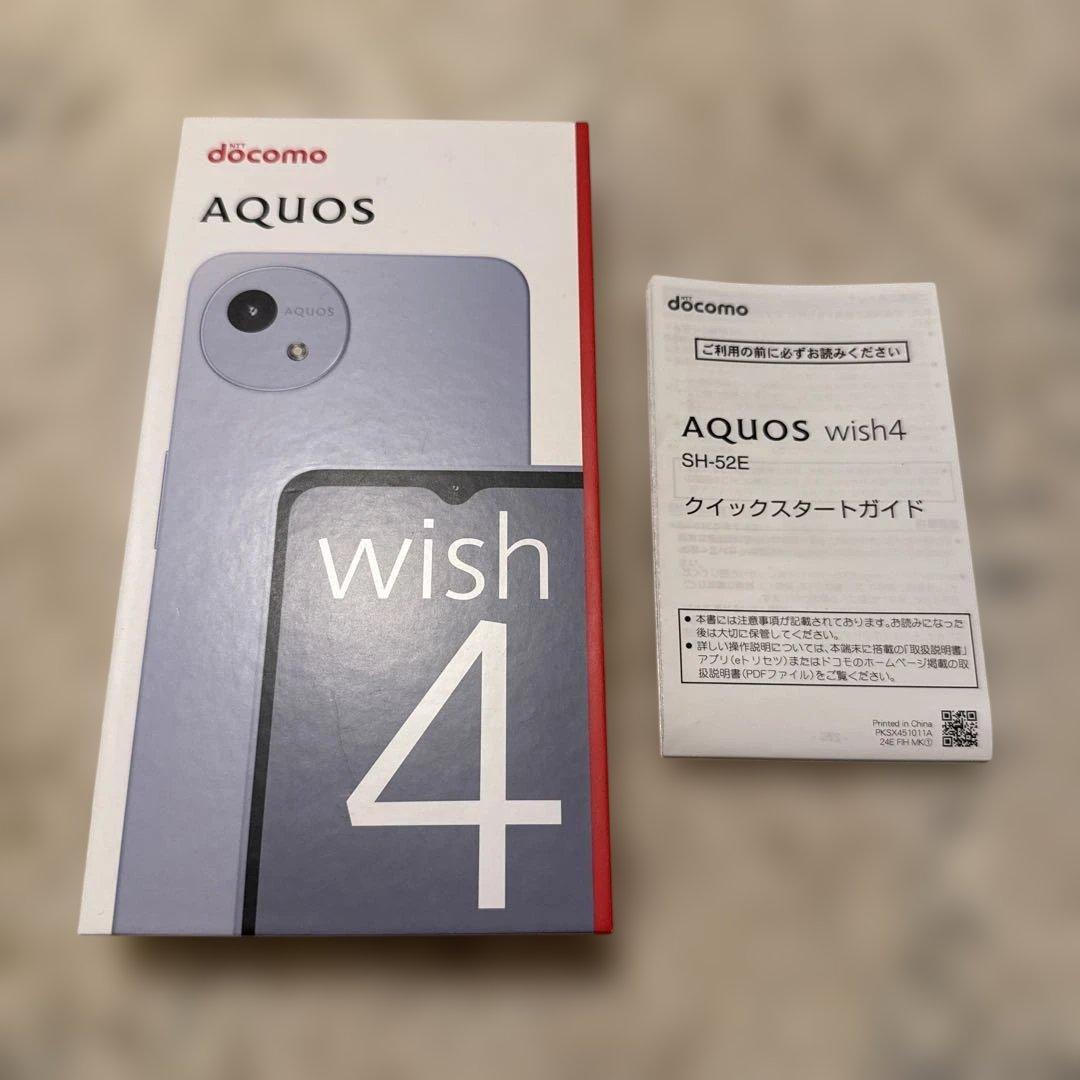 NTT
docomo
AQUOS
AQUOS
wish
4
NTT
docomo
ご利用の前に必ずお読みください
AQUOS wish4
SH-52E
クイックスタートガイド
● 本書には注意事項が記載されております。お読みになった
後は大切に保管してください。
● 詳しい操作説明については、本端末に搭載の「取扱説明書」
アプリ(eトリセツ)またはドコモのホームページ掲載の取
扱説明書(PDFファイル)をご覧ください。
Printed in China
PKSX451011A
24E FIH MK①